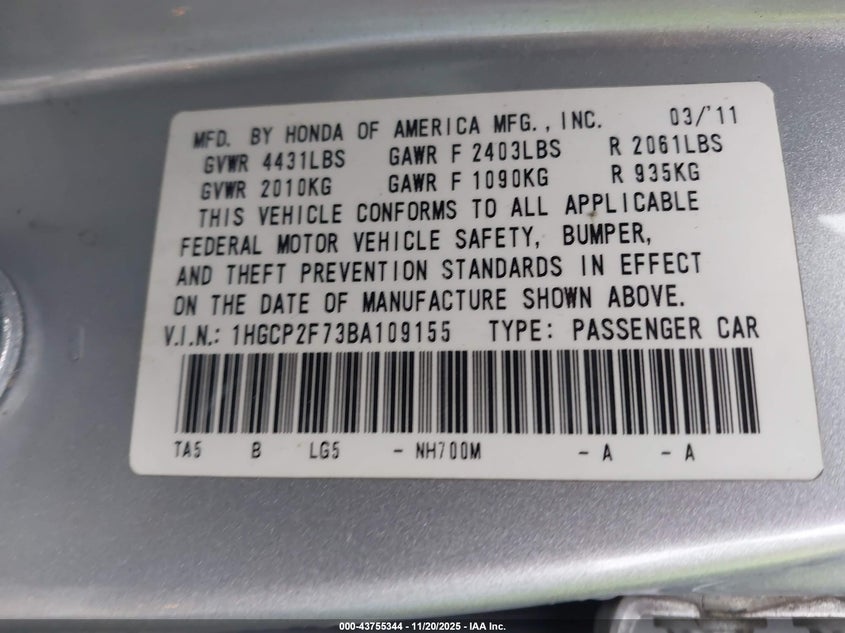 MFD. BY HONDA OF AMERICA MFG., INC. 03/'11
GVWR 4431LBS GAWR F 2403LBS R 2061LBS
GVWR 2010KG GAWR F 1090KG R 935KG
THIS VEHICLE CONFORMS TO ALL APPLICABLE
FEDERAL MOTOR VEHICLE SAFETY, BUMPER,
AND THEFT PREVENTION STANDARDS IN EFFECT
ON THE DATE OF MANUFACTURE SHOWN ABOVE.
V.I.N.: 1HGCP2F73BA109155 TYPE: PASSENGER CAR
TA5 B LG5 - NH700M - A - A
000-43755344 - 11/20/2025 - IAA Inc.